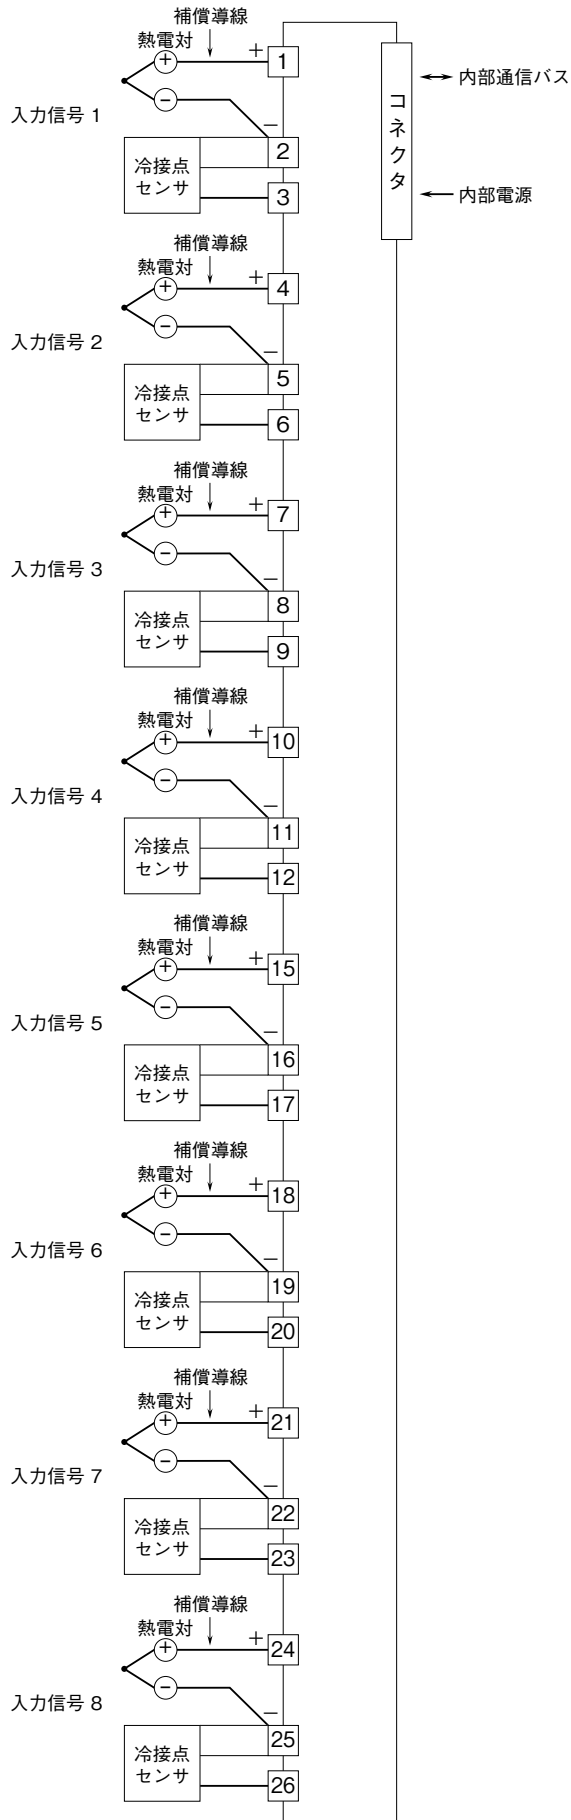 補償導線
熱電対
+
+
1
入力信号 1
−
−
2
冷接点
センサ
3
コネクタ
内部通信バス
内部電源
補償導線
熱電対
+
+
4
入力信号 2
−
−
5
冷接点
センサ
6
補償導線
熱電対
+
+
7
入力信号 3
−
−
8
冷接点
センサ
9
補償導線
熱電対
+
+
10
入力信号 4
−
−
11
冷接点
センサ
12
補償導線
熱電対
+
+
15
入力信号 5
−
−
16
冷接点
センサ
17
補償導線
熱電対
+
+
18
入力信号 6
−
−
19
冷接点
センサ
20
補償導線
熱電対
+
+
21
入力信号 7
−
−
22
冷接点
センサ
23
補償導線
熱電対
+
+
24
入力信号 8
−
−
25
冷接点
センサ
26